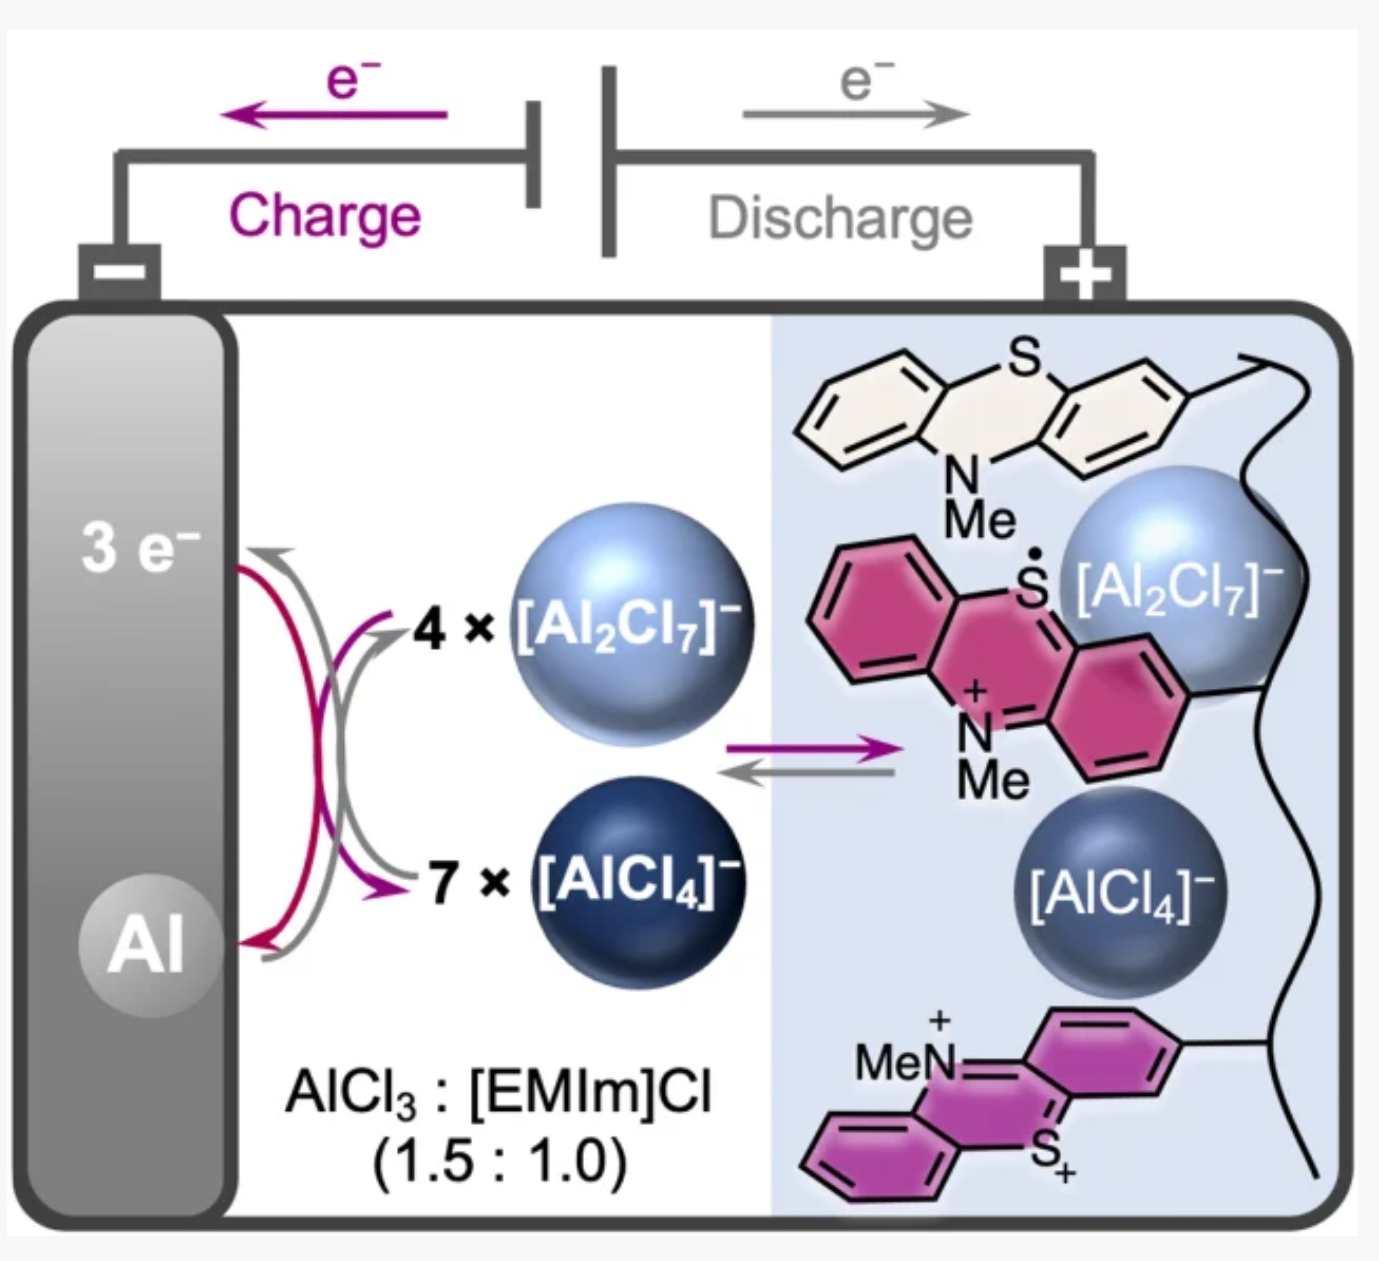 e⁻
e⁻
Charge
Discharge
−
+
S
N
Me
3 e⁻
4 × [Al₂Cl₇]⁻
[Al₂Cl₇]⁻
S•
+
N
Me
7 × [AlCl₄]⁻
[AlCl₄]⁻
Al
+
MeN
S
+
AlCl₃ : [EMIm]Cl
(1.5 : 1.0)